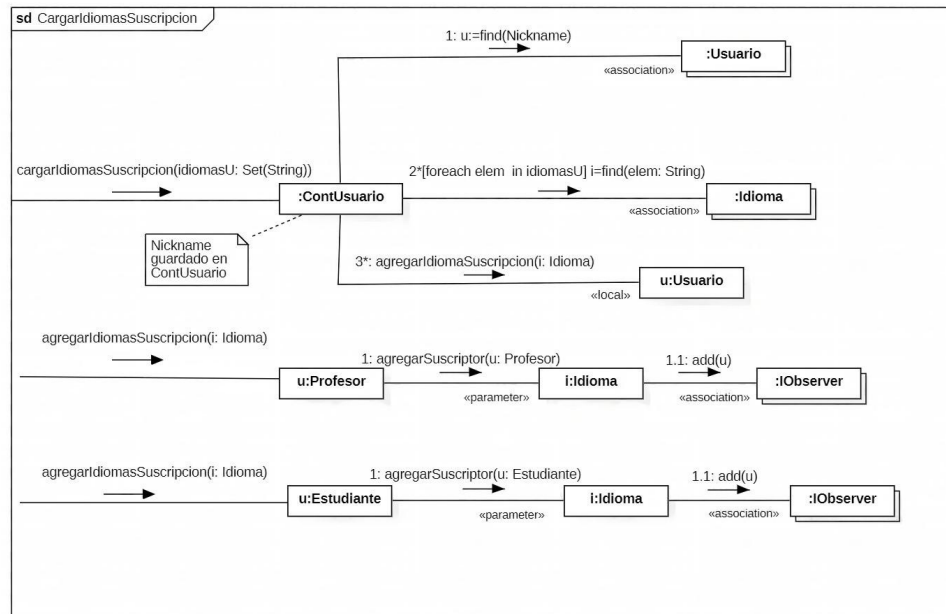 sd CargarIdiomasSuscripcion
1: u:=find(Nickname)
:Usuario
«association»
cargarIdiomasSuscripcion(idiomasU: Set(String))
2*[foreach elem in idiomasU] i=find(elem: String)
:ContUsuario
:Idioma
«association»
Nickname
guardado en
ContUsuario
3*: agregarIdiomaSuscripcion(i: Idioma)
u:Usuario
«local»
agregarIdiomasSuscripcion(i: Idioma)
1: agregarSuscriptor(u: Profesor)
1.1: add(u)
u:Profesor
i:Idioma
:IObserver
«parameter»
«association»
agregarIdiomasSuscripcion(i: Idioma)
1: agregarSuscriptor(u: Estudiante)
1.1: add(u)
u:Estudiante
i:Idioma
:IObserver
«parameter»
«association»